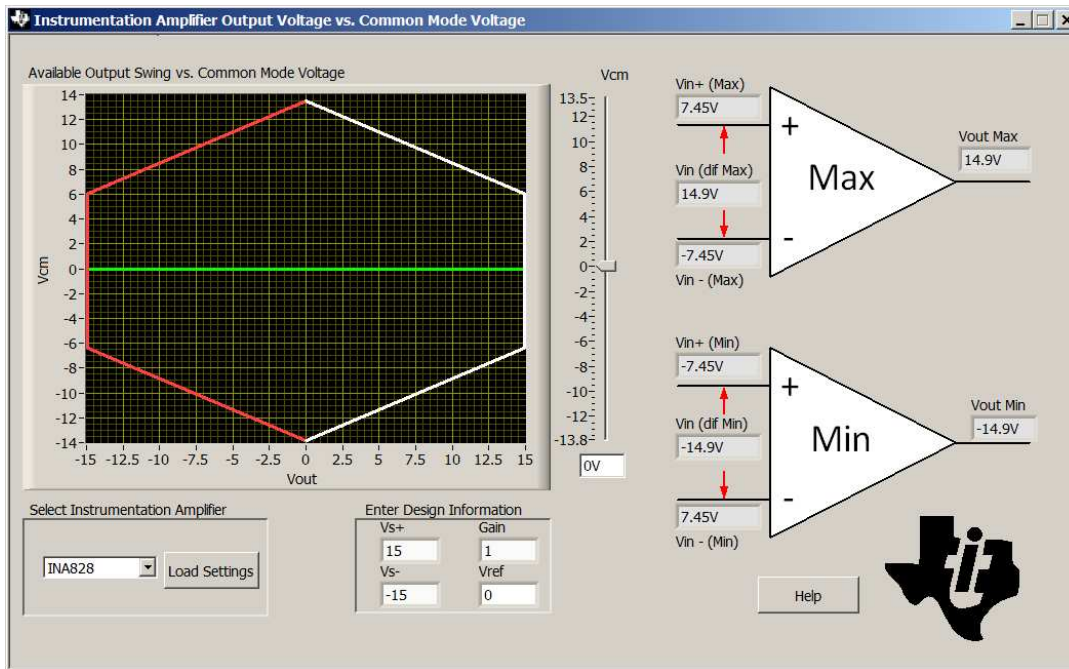 Instrumentation Amplifier Output Voltage vs. Common Mode Voltage
Available Output Swing vs. Common Mode Voltage
Vcm
14
12
10
8
6
4
2
0
-2
-4
-6
-8
-10
-12
-14
-15
-12.5
-10
-7.5
-5
-2.5
0
2.5
5
7.5
10
12.5
15
Vout
Vcm
13.5
12
10
8
6
4
2
0
-2
-4
-6
-8
-10
-12
-13.8
0V
Vin+ (Max)
7.45V
Vin (dif Max)
14.9V
-7.45V
Vin - (Max)
+
Max
-
Vout Max
14.9V
Vin+ (Min)
-7.45V
Vin (dif Min)
-14.9V
7.45V
Vin - (Min)
+
Min
-
Vout Min
-14.9V
Select Instrumentation Amplifier
INA828
Load Settings
Enter Design Information
Vs+ Gain
15 1
Vs- Vref
-15 0
Help
ti